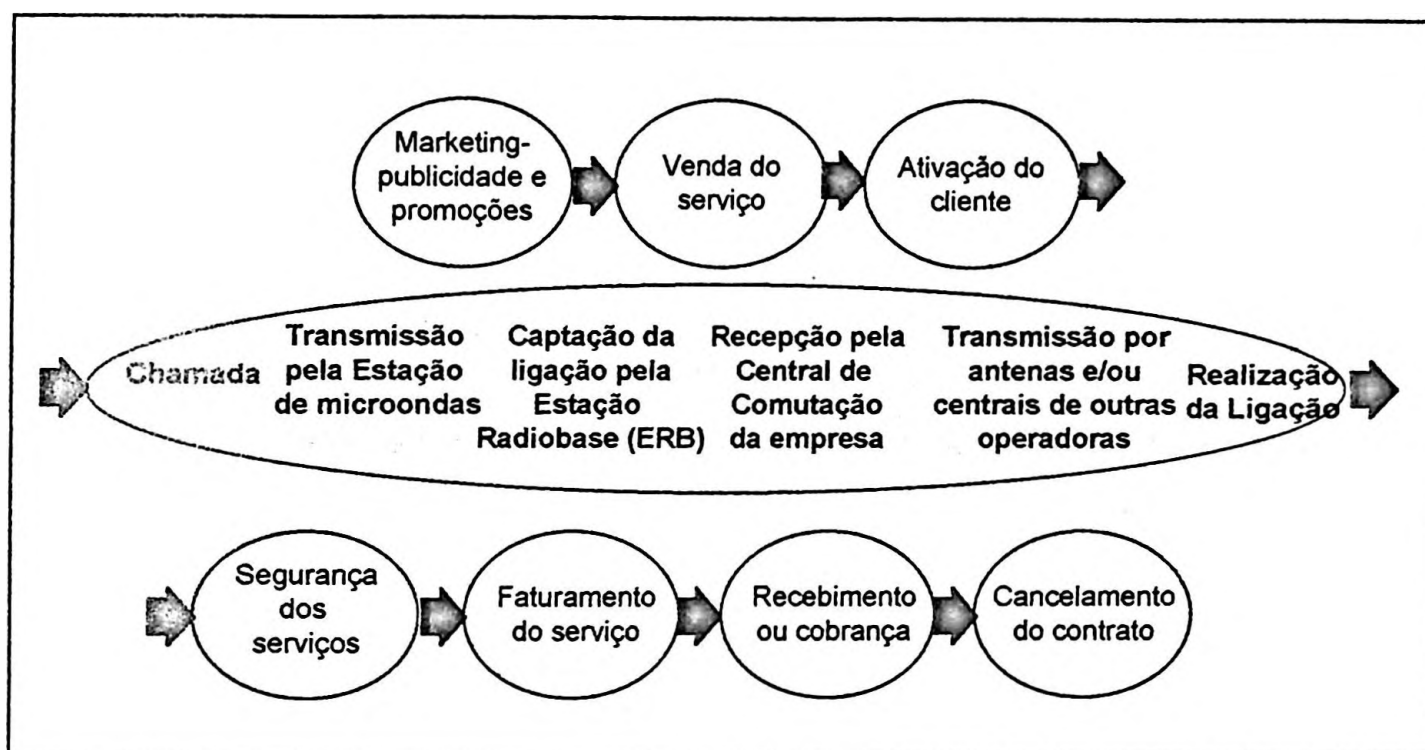 Marketing-
publicidade e
promoções
Venda do
serviço
Ativação do
cliente
Chamada
Transmissão
pela Estação
de microondas
Captação da
ligação pela
Estação
Radiobase (ERB)
Recepção pela
Central de
Comutação
da empresa
Transmissão por
antenas e/ou
centrais de outras
operadoras
Realização
da Ligação
Segurança
dos
serviços
Faturamento
do serviço
Recebimento
ou cobrança
Cancelamento
do contrato